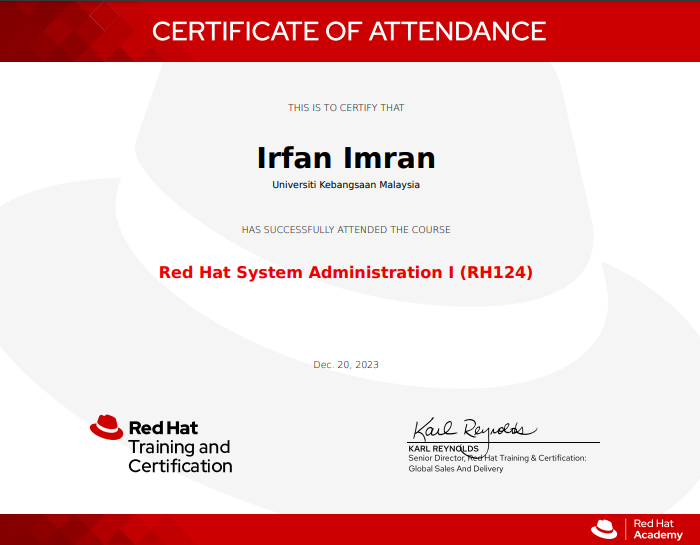 CERTIFICATE OF ATTENDANCE
THIS IS TO CERTIFY THAT
Irfan Imran
Universiti Kebangsaan Malaysia
HAS SUCCESSFULLY ATTENDED THE COURSE
Red Hat System Administration I (RH124)
Dec. 20, 2023
Red Hat
Training and
Certification
Karl Reynolds
KARL REYNOLDS
Senior Director, Red Hat Training & Certification:
Global Sales And Delivery
Red Hat
Academy